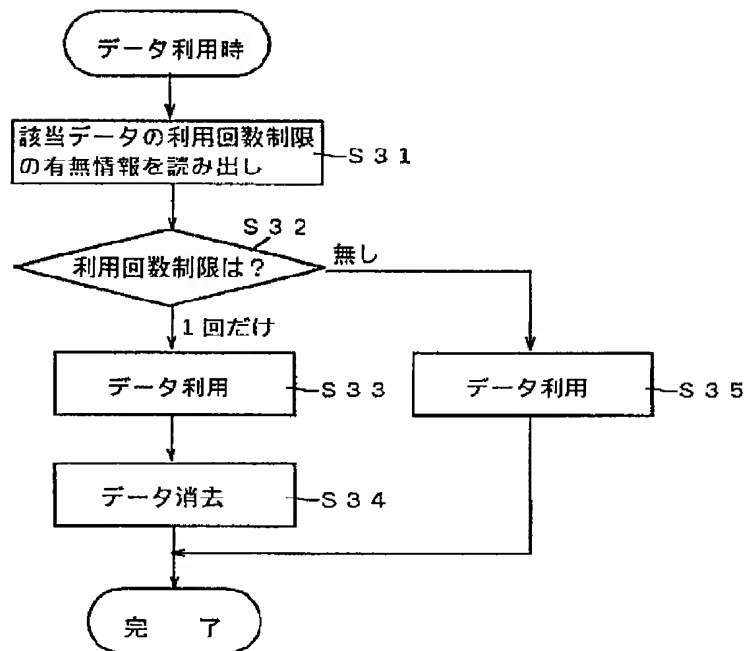 データ利用時
該当データの利用回数制限
の有無情報を読み出し
S31
S32
利用回数制限は?
無し
1回だけ
データ利用
S33
データ利用
S35
データ消去
S34
完 了